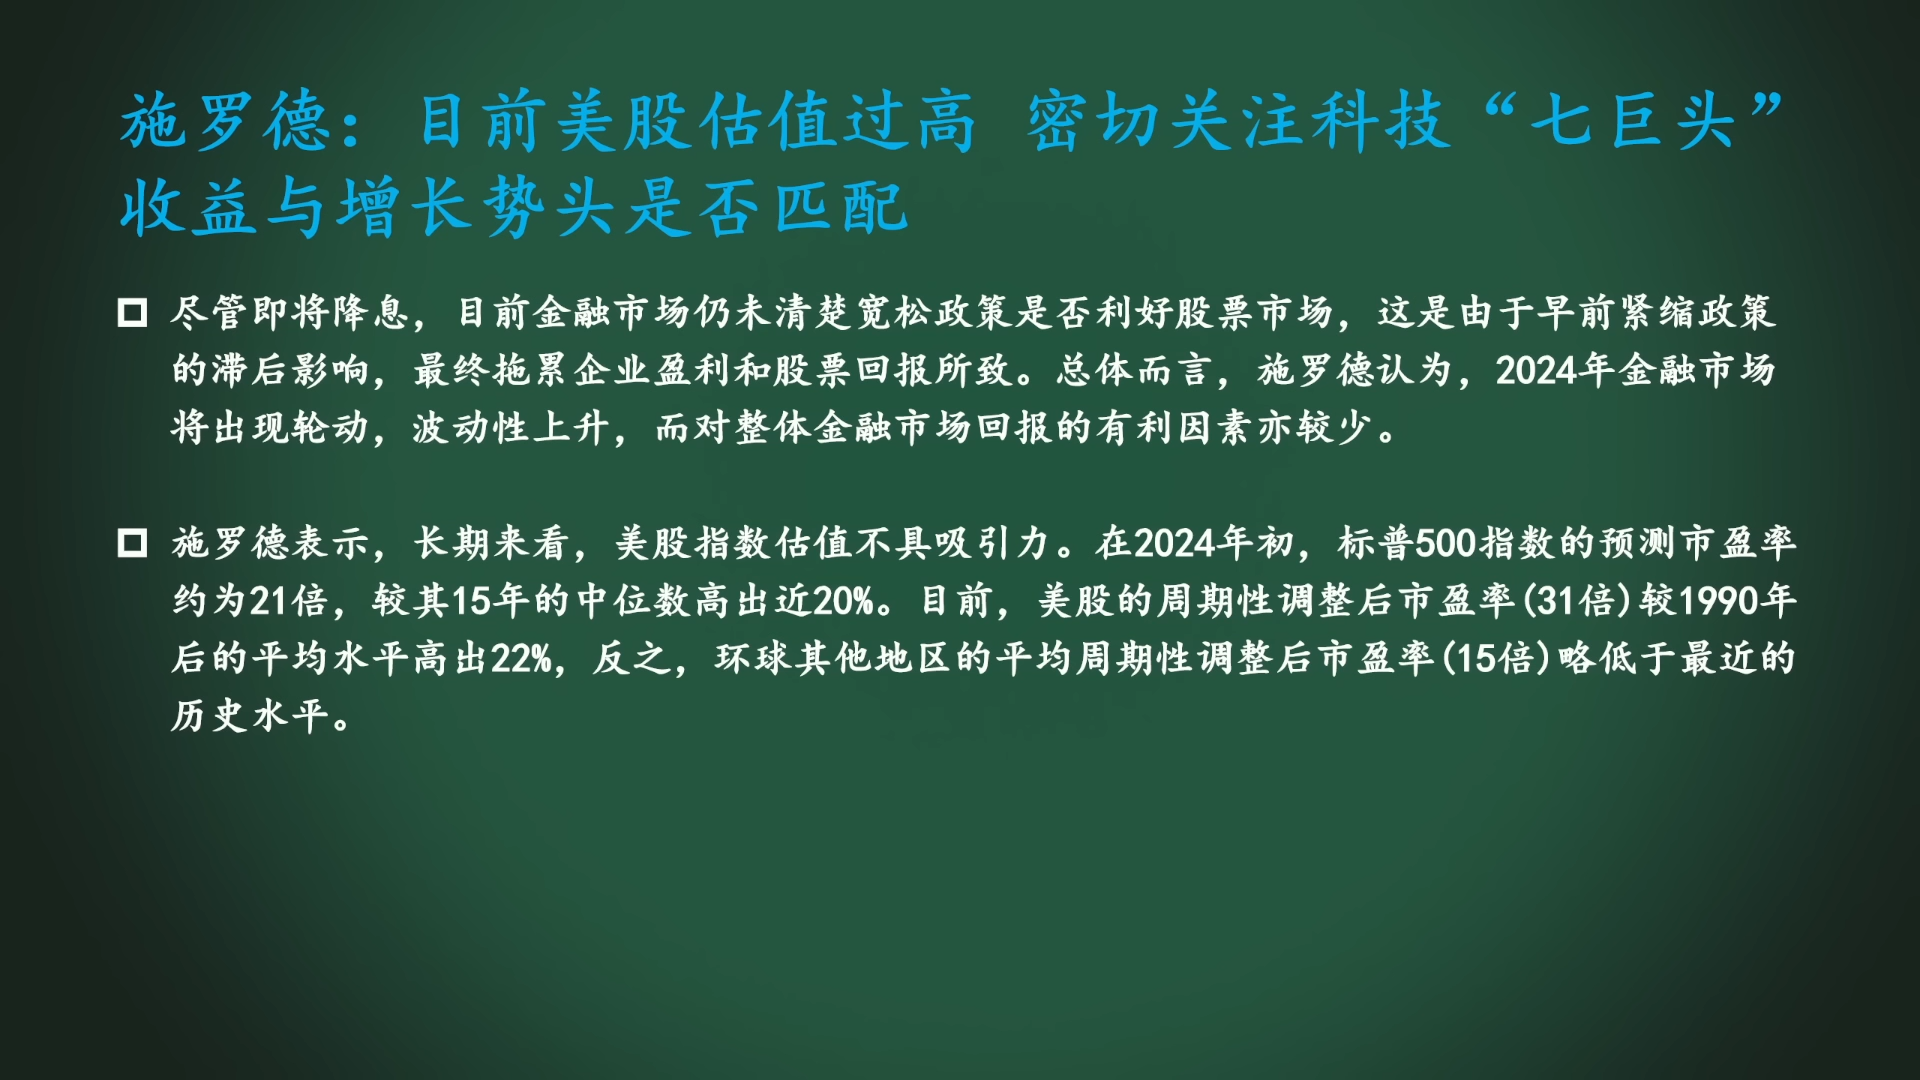 施罗德：目前美股估值过高 密切关注科技“七巨头”
收益与增长势头是否匹配
尽管即将降息，目前金融市场仍未清楚宽松政策是否利好股票市场，这是由于早前紧缩政策
的滞后影响，最终拖累企业盈利和股票回报所致。总体而言，施罗德认为，2024年金融市场
将出现轮动，波动性上升，而对整体金融市场回报的有利因素亦较少。
施罗德表示，长期来看，美股指数估值不具吸引力。在2024年初，标普500指数的预测市盈率
约为21倍，较其15年的中位数高出近20%。目前，美股的周期性调整后市盈率(31倍)较1990年
后的平均水平高出22%，反之，环球其他地区的平均周期性调整后市盈率(15倍)略低于最近的
历史水平。